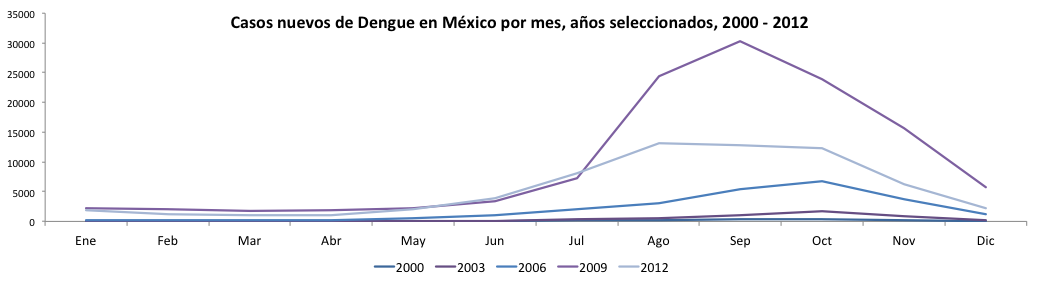 Casos nuevos de Dengue en México por mes, años seleccionados, 2000 - 2012
35000
30000
25000
20000
15000
10000
5000
0
Ene Feb Mar Abr May Jun Jul Ago Sep Oct Nov Dic
2000 2003 2006 2009 2012